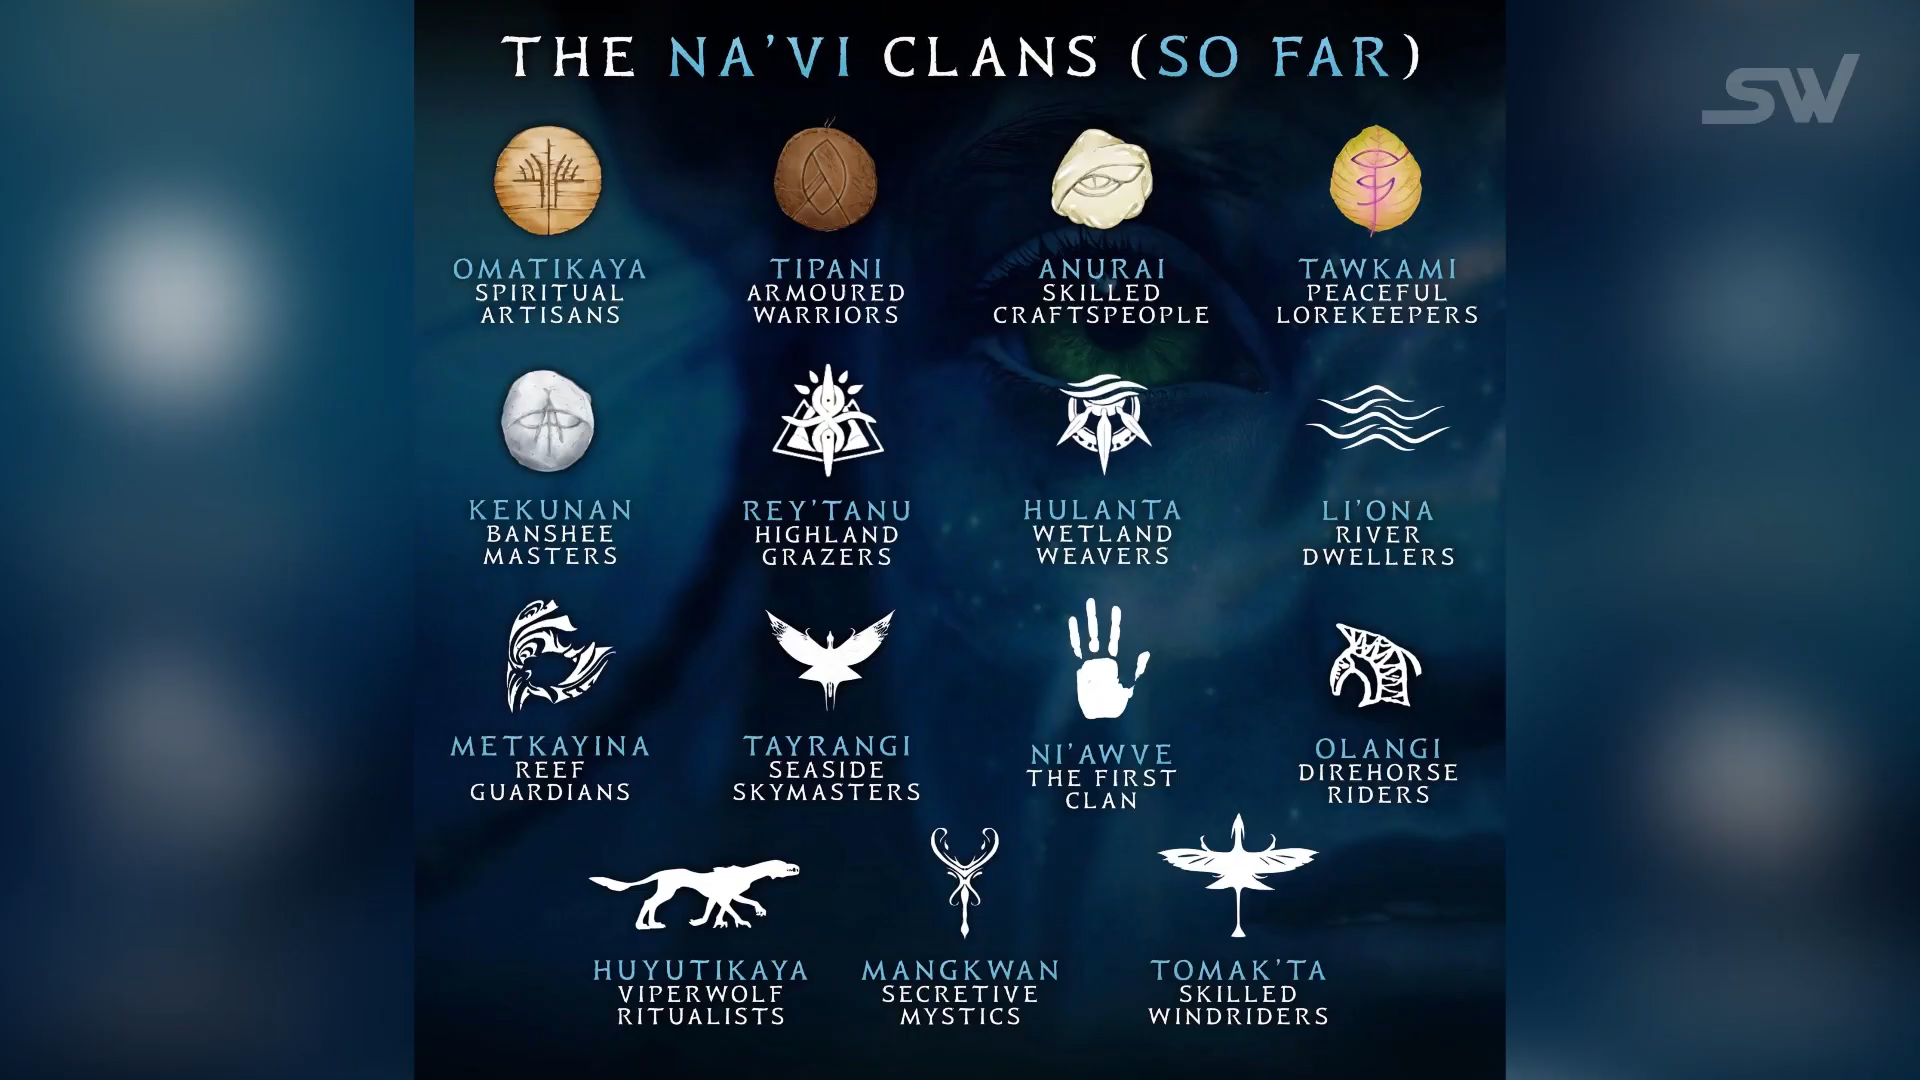 THE NA'VI CLANS (SO FAR)
SW
OMATIKAYA
SPIRITUAL
ARTISANS
TIPANI
ARMOURED
WARRIORS
ANURAI
SKILLED
CRAFTSPEOPLE
TAWKAMI
PEACEFUL
LOREKEEPERS
KEKUNAN
BANSHEE
MASTERS
REY'TANU
HIGHLAND
GRAZERS
HULANTA
WETLAND
WEAVERS
LI'ONA
RIVER
DWELLERS
METKAYINA
REEF
GUARDIANS
TAYRANGI
SEASIDE
SKYMASTERS
NI'AWVE
THE FIRST
CLAN
OLANGI
DIREHORSE
RIDERS
HUYUTIKAYA
VIPERWOLF
RITUALISTS
MANGKWAN
SECRETIVE
MYSTICS
TOMAK'TA
SKILLED
WINDRIDERS